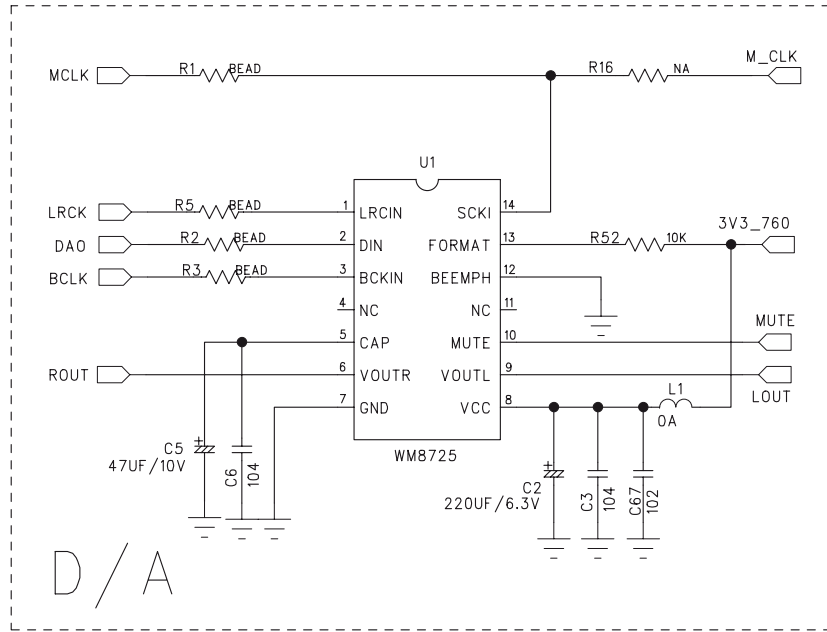 MCLK R1 BEAD R16 NA M_CLK
U1
LRCK R5 BEAD 1 LRCIN SCKI 14
3V3_760
DAO R2 BEAD 2 DIN FORMAT 13 R52 10K
BCLK R3 BEAD 3 BCKIN BEEMPH 12
4 NC NC 11
MUTE
5 CAP MUTE 10
ROUT 6 VOUTR VOUTL 9
LOUT
7 GND VCC 8 L1
0A
WM8725
C5
47UF/10V
C6
104
C2
220UF/6.3V
C3
104
C67
102
D/A